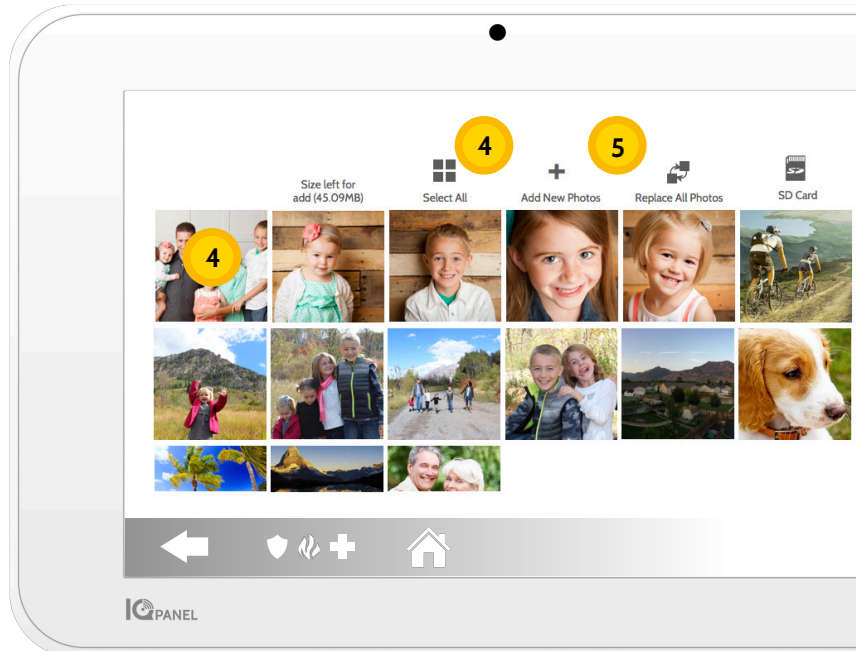 4
5
Size left for
add (45.09MB)
Select All
Add New Photos
Replace All Photos
SD Card
4
IQ PANEL